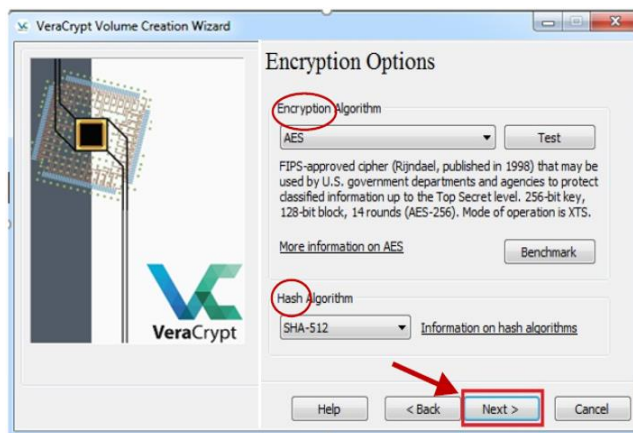 VeraCrypt Volume Creation Wizard
Encryption Options
Encryption Algorithm
AES
Test
FIPS-approved cipher (Rijndael, published in 1998) that may be
used by U.S. government departments and agencies to protect
classified information up to the Top Secret level. 256-bit key,
128-bit block, 14 rounds (AES-256). Mode of operation is XTS.
More information on AES
Benchmark
VeraCrypt
Hash Algorithm
SHA-512
Information on hash algorithms
Help
< Back
Next >
Cancel